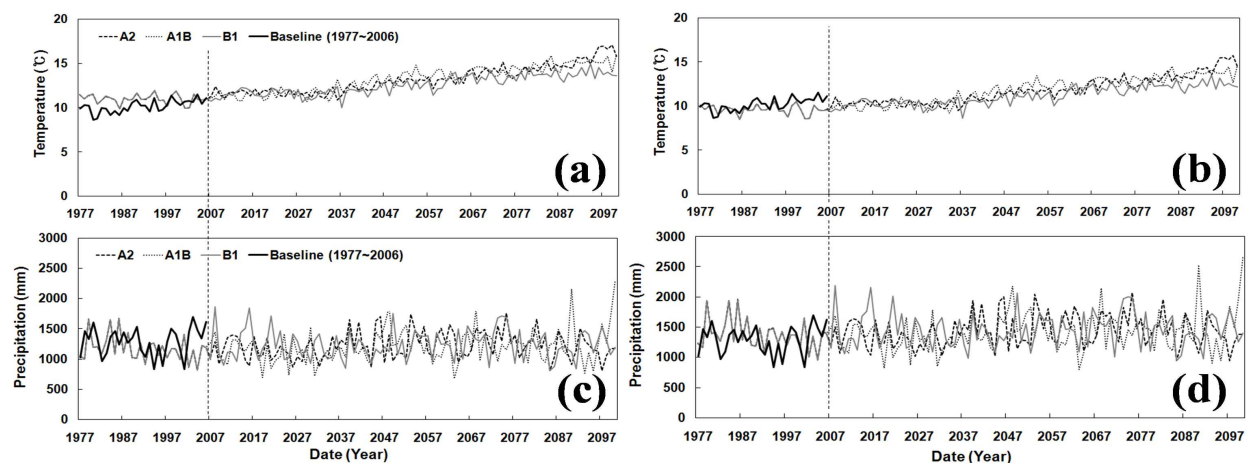 20
15
10
5
0
Temperature (℃)
A2 A1B B1 Baseline (1977~2006)
(a)
1977 1987 1997 2007 2017 2027 2037 2047 2057 2067 2077 2087 2097
20
15
10
5
0
Temperature (℃)
(b)
1977 1987 1997 2007 2017 2027 2037 2047 2057 2067 2077 2087 2097
3000
2500
2000
1500
1000
500
0
Precipitation (mm)
A2 A1B B1 Baseline (1977~2006)
(c)
1977 1987 1997 2007 2017 2027 2037 2047 2057 2067 2077 2087 2097
Date (Year)
3000
2500
2000
1500
1000
500
0
Precipitation (mm)
(d)
1977 1987 1997 2007 2017 2027 2037 2047 2057 2067 2077 2087 2097
Date (Year)